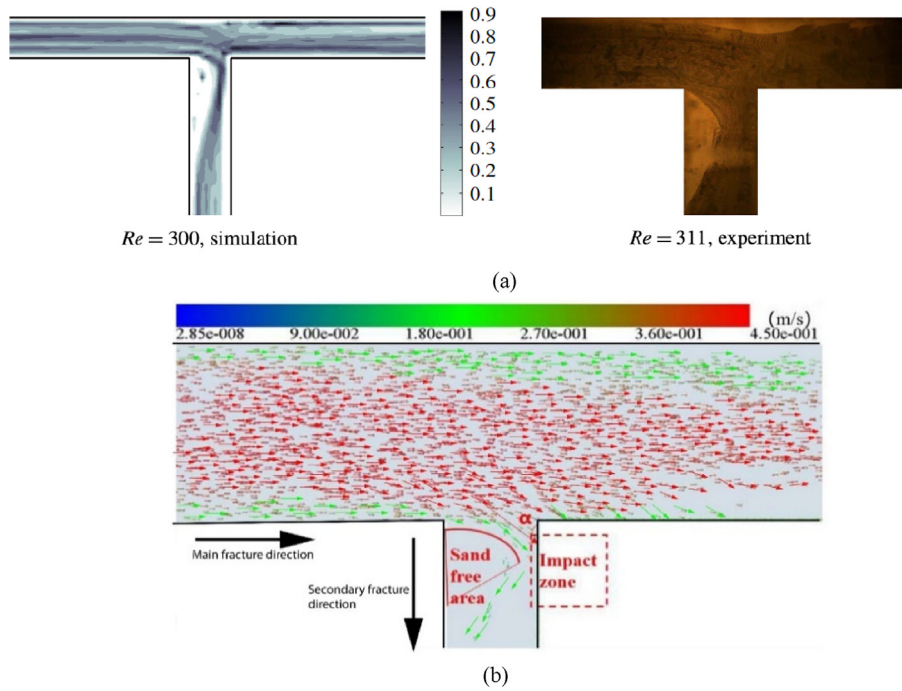 0.9
0.8
0.7
0.6
0.5
0.4
0.3
0.2
0.1
Re = 300, simulation
Re = 311, experiment
(a)
(m/s)
2.85e-008 9.00e-002 1.80e-001 2.70e-001 3.60e-001 4.50e-001
α
Main fracture direction
Secondary fracture
direction
Sand
free
area
Impact
zone
(b)